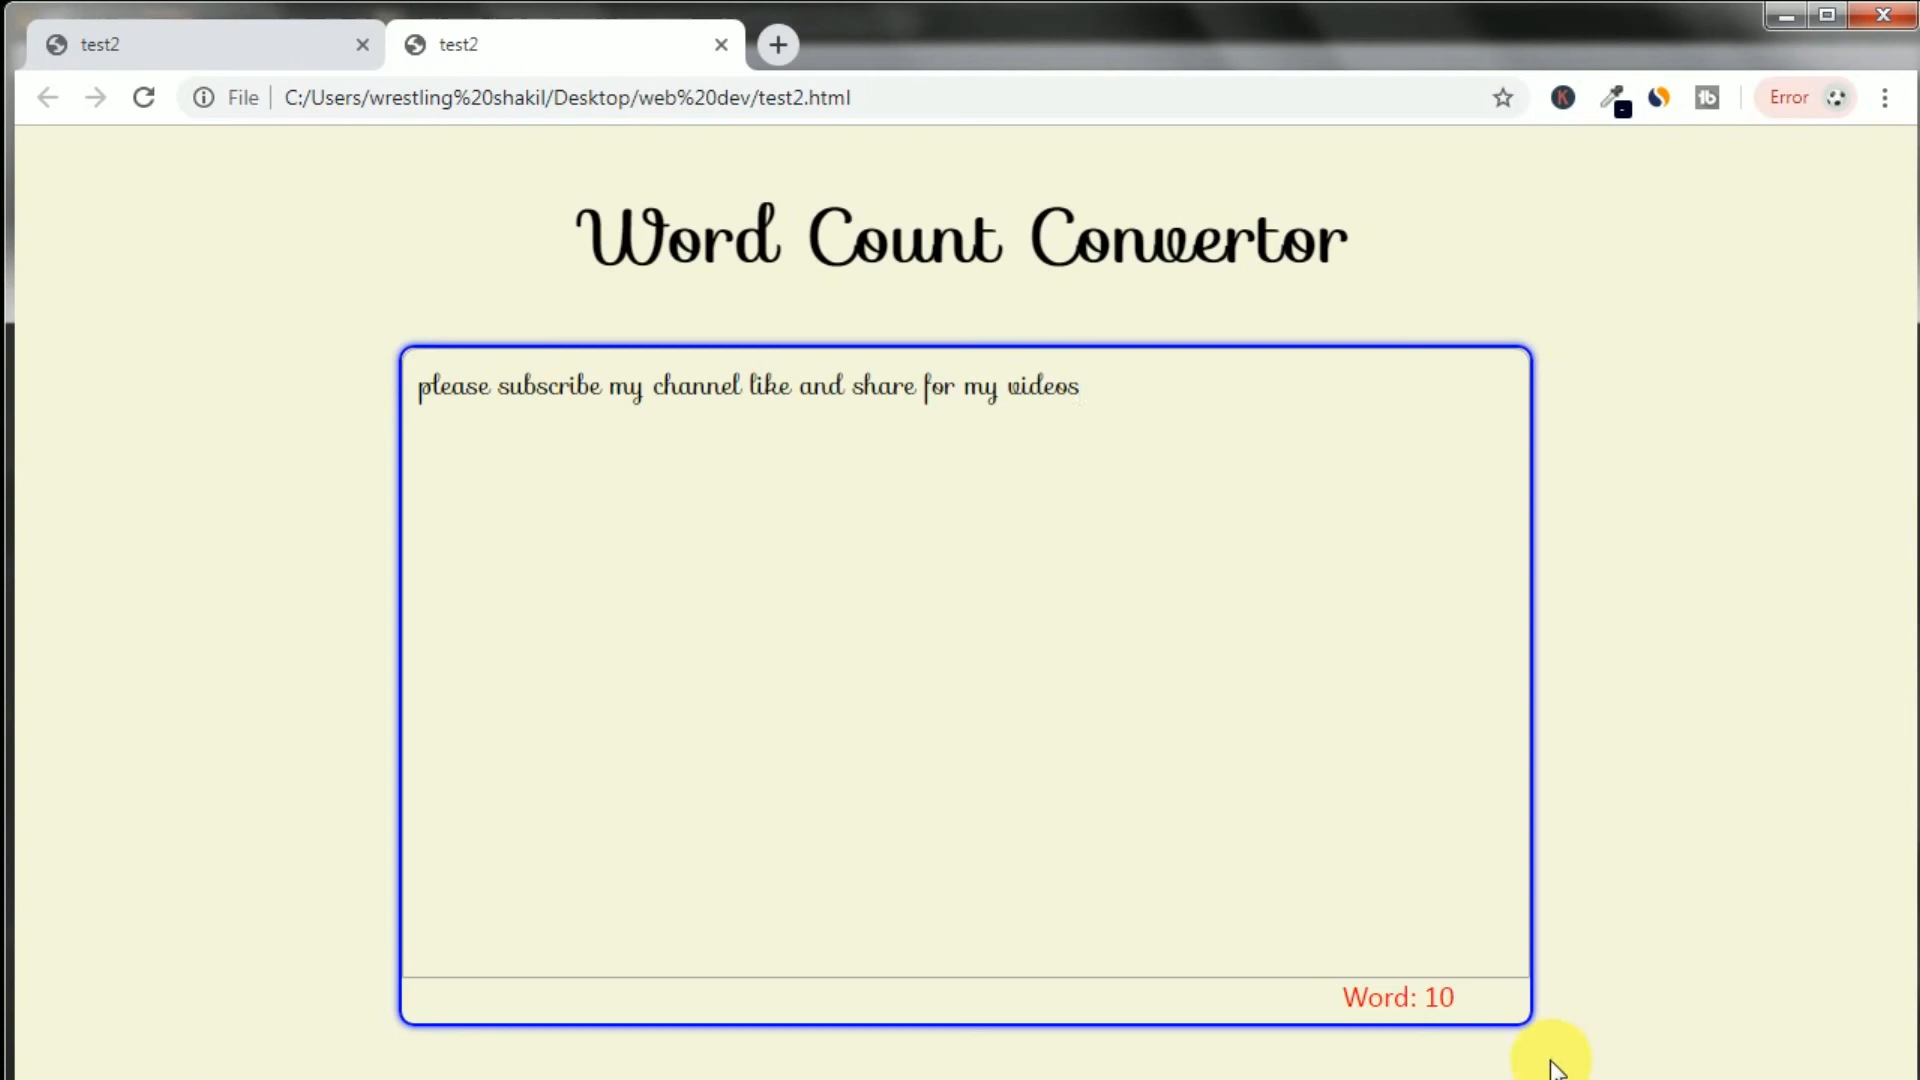 test2
test2
File
C:/Users/wrestling%20shakil/Desktop/web%20dev/test2.html
Error
Word Count Convertor
please subscribe my channel like and share for my videos
Word: 10